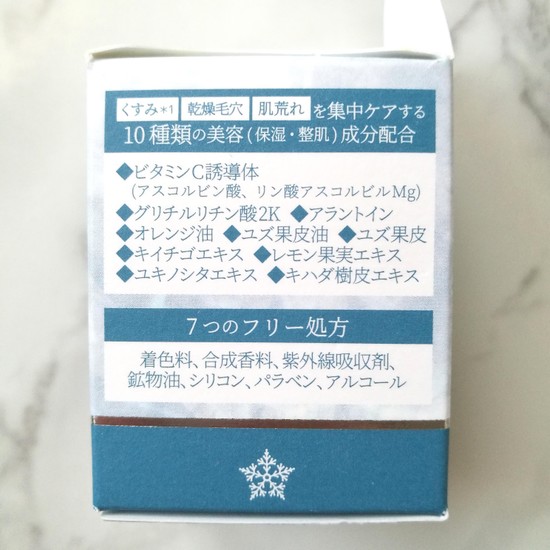 くすみ*1 乾燥毛穴 肌荒れ を集中ケアする
10種類の美容(保湿・整肌)成分配合
◆ビタミンC誘導体
(アスコルビン酸、リン酸アスコルビルMg)
◆グリチルリチン酸2K ◆アラントイン
◆オレンジ油 ◆ユズ果皮油 ◆ユズ果皮
◆キイチゴエキス ◆レモン果実エキス
◆ユキノシタエキス ◆キハダ樹皮エキス
7つのフリー処方
着色料、合成香料、紫外線吸収剤、
鉱物油、シリコン、パラベン、アルコール